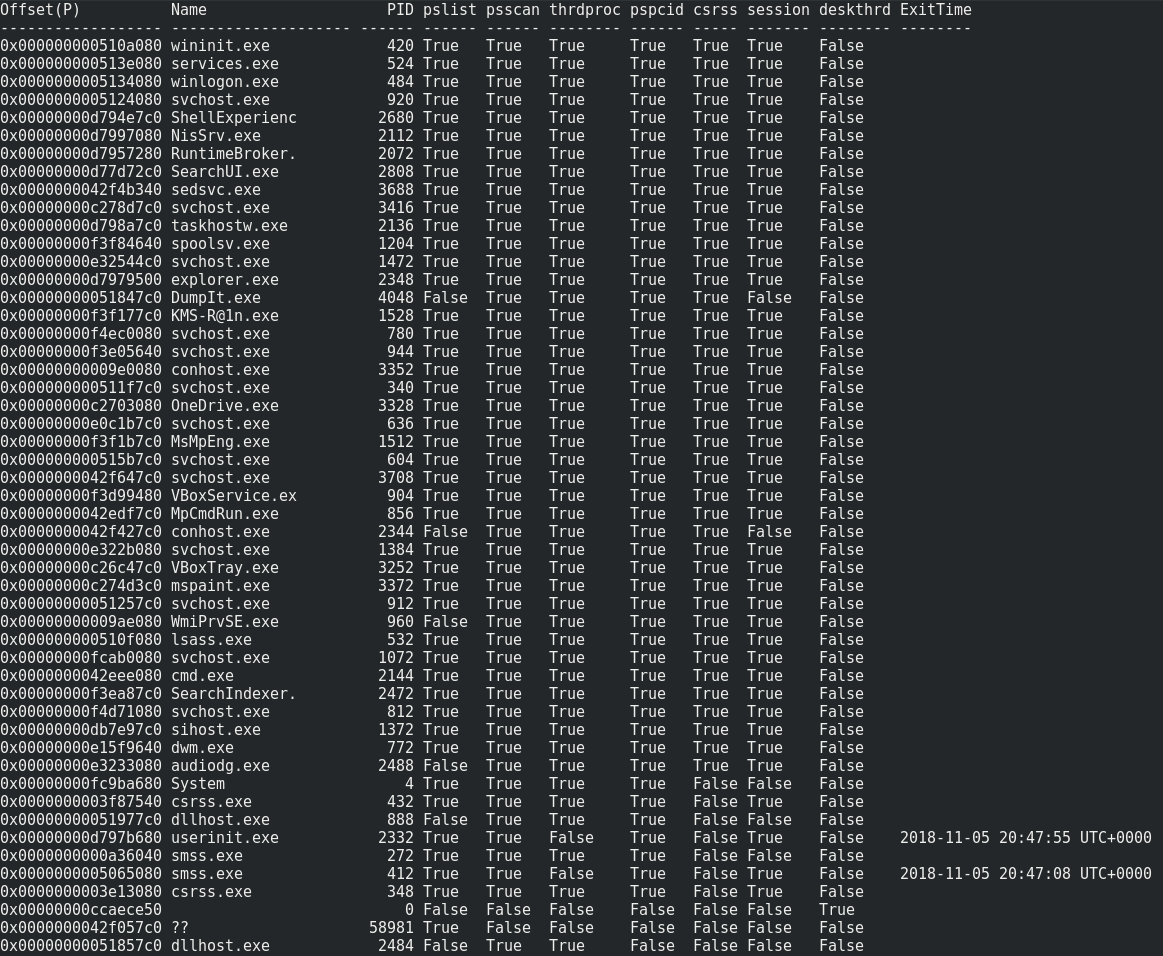 Offset(P)          Name                    PID pslist psscan thrdproc pspcid csrss session deskthrd ExitTime
------------------ -------------------- ------ ------ ------ -------- ------ ----- ------- -------- --------
0x000000000510a080 wininit.exe             420 True   True   True     True   True  True    False
0x000000000513e080 services.exe            524 True   True   True     True   True  True    False
0x0000000005134080 winlogon.exe            484 True   True   True     True   True  True    False
0x0000000005124080 svchost.exe             920 True   True   True     True   True  True    False
0x00000000d794e7c0 ShellExperienc         2680 True   True   True     True   True  True    False
0x00000000d7997080 NisSrv.exe             2112 True   True   True     True   True  True    False
0x00000000d7957280 RuntimeBroker.         2072 True   True   True     True   True  True    False
0x00000000d77d72c0 SearchUI.exe           2808 True   True   True     True   True  True    False
0x0000000042f4b340 sedsvc.exe             3688 True   True   True     True   True  True    False
0x00000000c278d7c0 svchost.exe            3416 True   True   True     True   True  True    False
0x00000000d798a7c0 taskhostw.exe          2136 True   True   True     True   True  True    False
0x00000000f3f84640 spoolsv.exe            1204 True   True   True     True   True  True    False
0x00000000e32544c0 svchost.exe            1472 True   True   True     True   True  True    False
0x00000000d7979500 explorer.exe           2348 True   True   True     True   True  True    False
0x00000000051847c0 DumpIt.exe             4048 False  True   True     True   True  False   False
0x00000000f3f177c0 KMS-R@1n.exe           1528 True   True   True     True   True  True    False
0x00000000f4ec0080 svchost.exe             780 True   True   True     True   True  True    False
0x00000000f3e05640 svchost.exe             944 True   True   True     True   True  True    False
0x00000000009e0080 conhost.exe            3352 True   True   True     True   True  True    False
0x000000000511f7c0 svchost.exe             340 True   True   True     True   True  True    False
0x00000000c2703080 OneDrive.exe           3328 True   True   True     True   True  True    False
0x00000000e0c1b7c0 svchost.exe             636 True   True   True     True   True  True    False
0x00000000f3f1b7c0 MsMpEng.exe            1512 True   True   True     True   True  True    False
0x000000000515b7c0 svchost.exe             604 True   True   True     True   True  True    False
0x0000000042f647c0 svchost.exe            3708 True   True   True     True   True  True    False
0x00000000f3d99480 VBoxService.ex          904 True   True   True     True   True  True    False
0x0000000042edf7c0 MpCmdRun.exe            856 True   True   True     True   True  True    False
0x0000000042f427c0 conhost.exe            2344 False  True   True     True   True  False   False
0x00000000e322b080 svchost.exe            1384 True   True   True     True   True  True    False
0x00000000c26c47c0 VBoxTray.exe           3252 True   True   True     True   True  True    False
0x00000000c274d3c0 mspaint.exe            3372 True   True   True     True   True  True    False
0x00000000051257c0 svchost.exe             912 True   True   True     True   True  True    False
0x00000000009ae080 WmiPrvSE.exe            960 False  True   True     True   True  True    False
0x000000000510f080 lsass.exe               532 True   True   True     True   True  True    False
0x00000000fcab0080 svchost.exe            1072 True   True   True     True   True  True    False
0x0000000042eee080 cmd.exe                2144 True   True   True     True   True  True    False
0x00000000f3ea87c0 SearchIndexer.         2472 True   True   True     True   True  True    False
0x00000000f4d71080 svchost.exe             812 True   True   True     True   True  True    False
0x00000000db7e97c0 sihost.exe             1372 True   True   True     True   True  True    False
0x00000000e15f9640 dwm.exe                 772 True   True   True     True   True  True    False
0x00000000e3233080 audiodg.exe            2488 False  True   True     True   True  True    False
0x00000000fc9ba680 System                    4 True   True   True     True   False False   False
0x0000000003f87540 csrss.exe               432 True   True   True     True   False True    False
0x00000000051977c0 dllhost.exe             888 False  True   True     True   False False   False
0x00000000d797b680 userinit.exe           2332 True   True   False    True   False True    False    2018-11-05 20:47:55 UTC+0000
0x0000000000a36040 smss.exe                272 True   True   True     True   False False   False
0x0000000005065080 smss.exe                412 True   True   False    True   False True    False    2018-11-05 20:47:08 UTC+0000
0x0000000003e13080 csrss.exe               348 True   True   True     True   False True    False
0x00000000ccaece50                           0 False  False  False    False  False False   True
0x0000000042f057c0 ??                    58981 True   False  False    False  False False   False
0x00000000051857c0 dllhost.exe            2484 False  True   True     False  False False   False